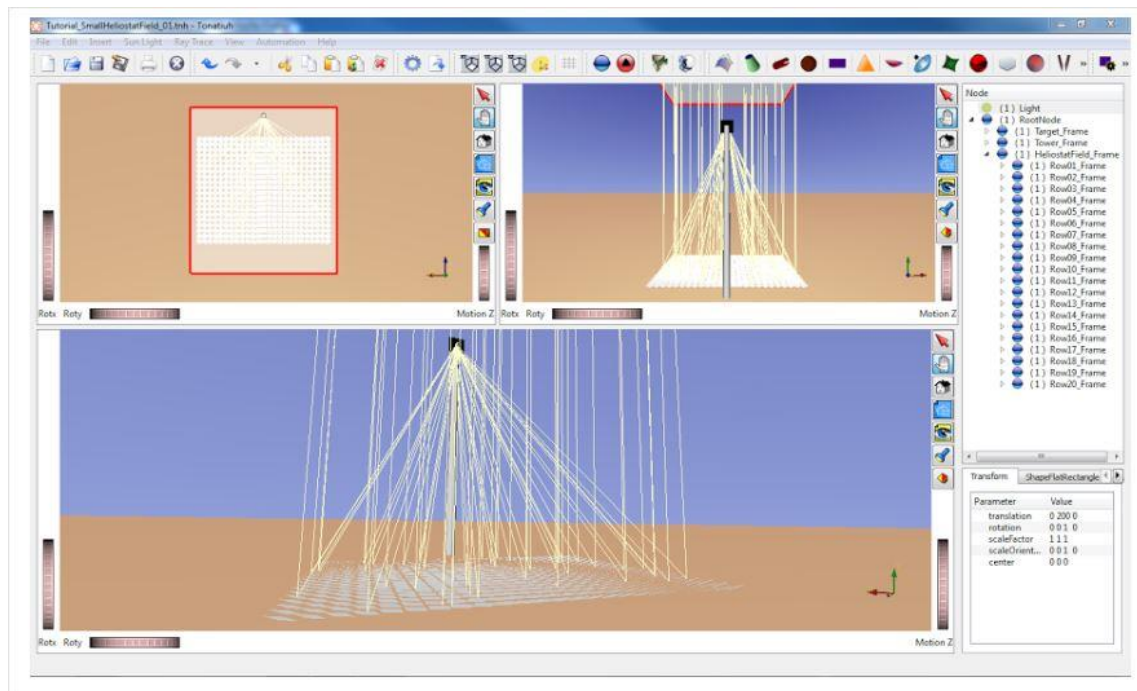 Tutorial_SmallHeliostatField_01.tnh - Tonatiuh
File Edit Insert Sun Light Ray Trace View Automation Help
Rotx Roty Motion Z
Rotx Roty Motion Z
Rotx Roty Motion Z
Node
(1) Light
(1) RootNode
(1) Target_Frame
(1) Tower_Frame
(1) HeliostatField_Frame
(1) Row01_Frame
(1) Row02_Frame
(1) Row03_Frame
(1) Row04_Frame
(1) Row05_Frame
(1) Row06_Frame
(1) Row07_Frame
(1) Row08_Frame
(1) Row09_Frame
(1) Row10_Frame
(1) Row11_Frame
(1) Row12_Frame
(1) Row13_Frame
(1) Row14_Frame
(1) Row15_Frame
(1) Row16_Frame
(1) Row17_Frame
(1) Row18_Frame
(1) Row19_Frame
(1) Row20_Frame
Transform ShapeFlatRectangle
Parameter Value
translation 0 200 0
rotation 0 0 1 0
scaleFactor 1 1 1
scaleOrient... 0 0 1 0
center 0 0 0